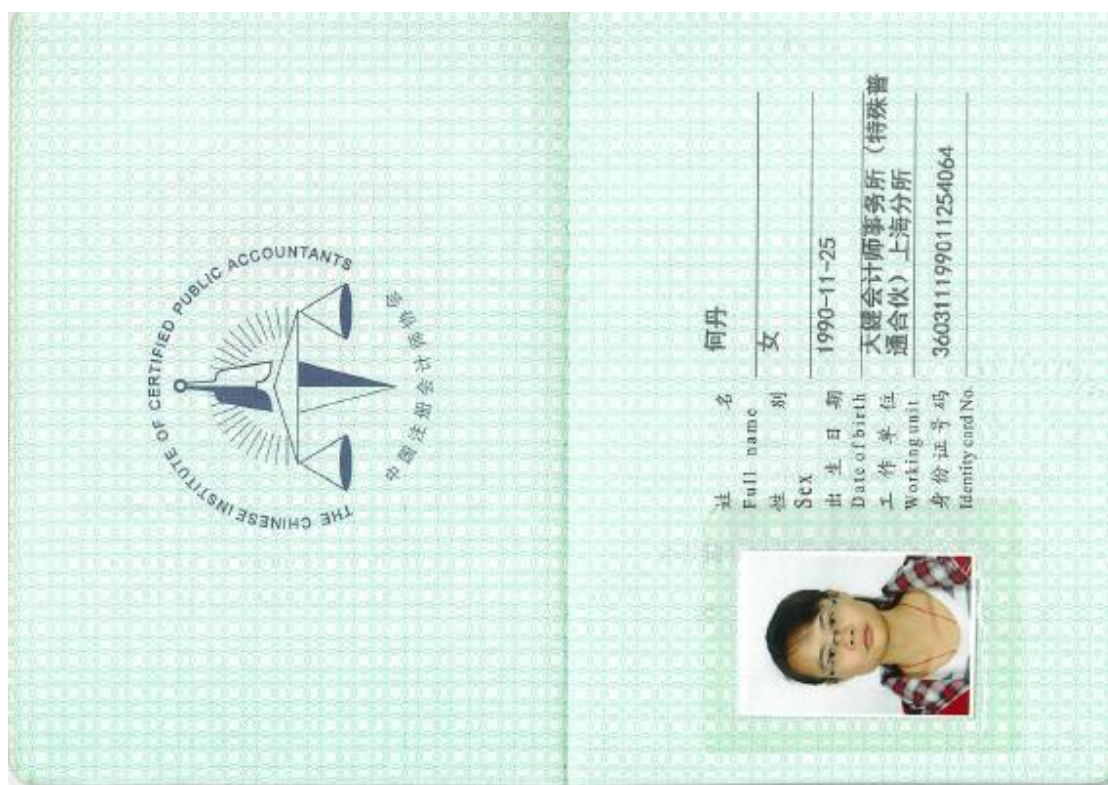 THE CHINESE INSTITUTE OF CERTIFIED PUBLIC ACCOUNTANTS
中国注册会计师协会
姓 名 何丹
Full name
性 别 女
Sex
出 生 日 期 1990-11-25
Date of birth
工 作 单 位 天健会计师事务所（特殊普
Working unit 通合伙）上海分所
身 份 证 号 码 360311199011254064
Identity card No.